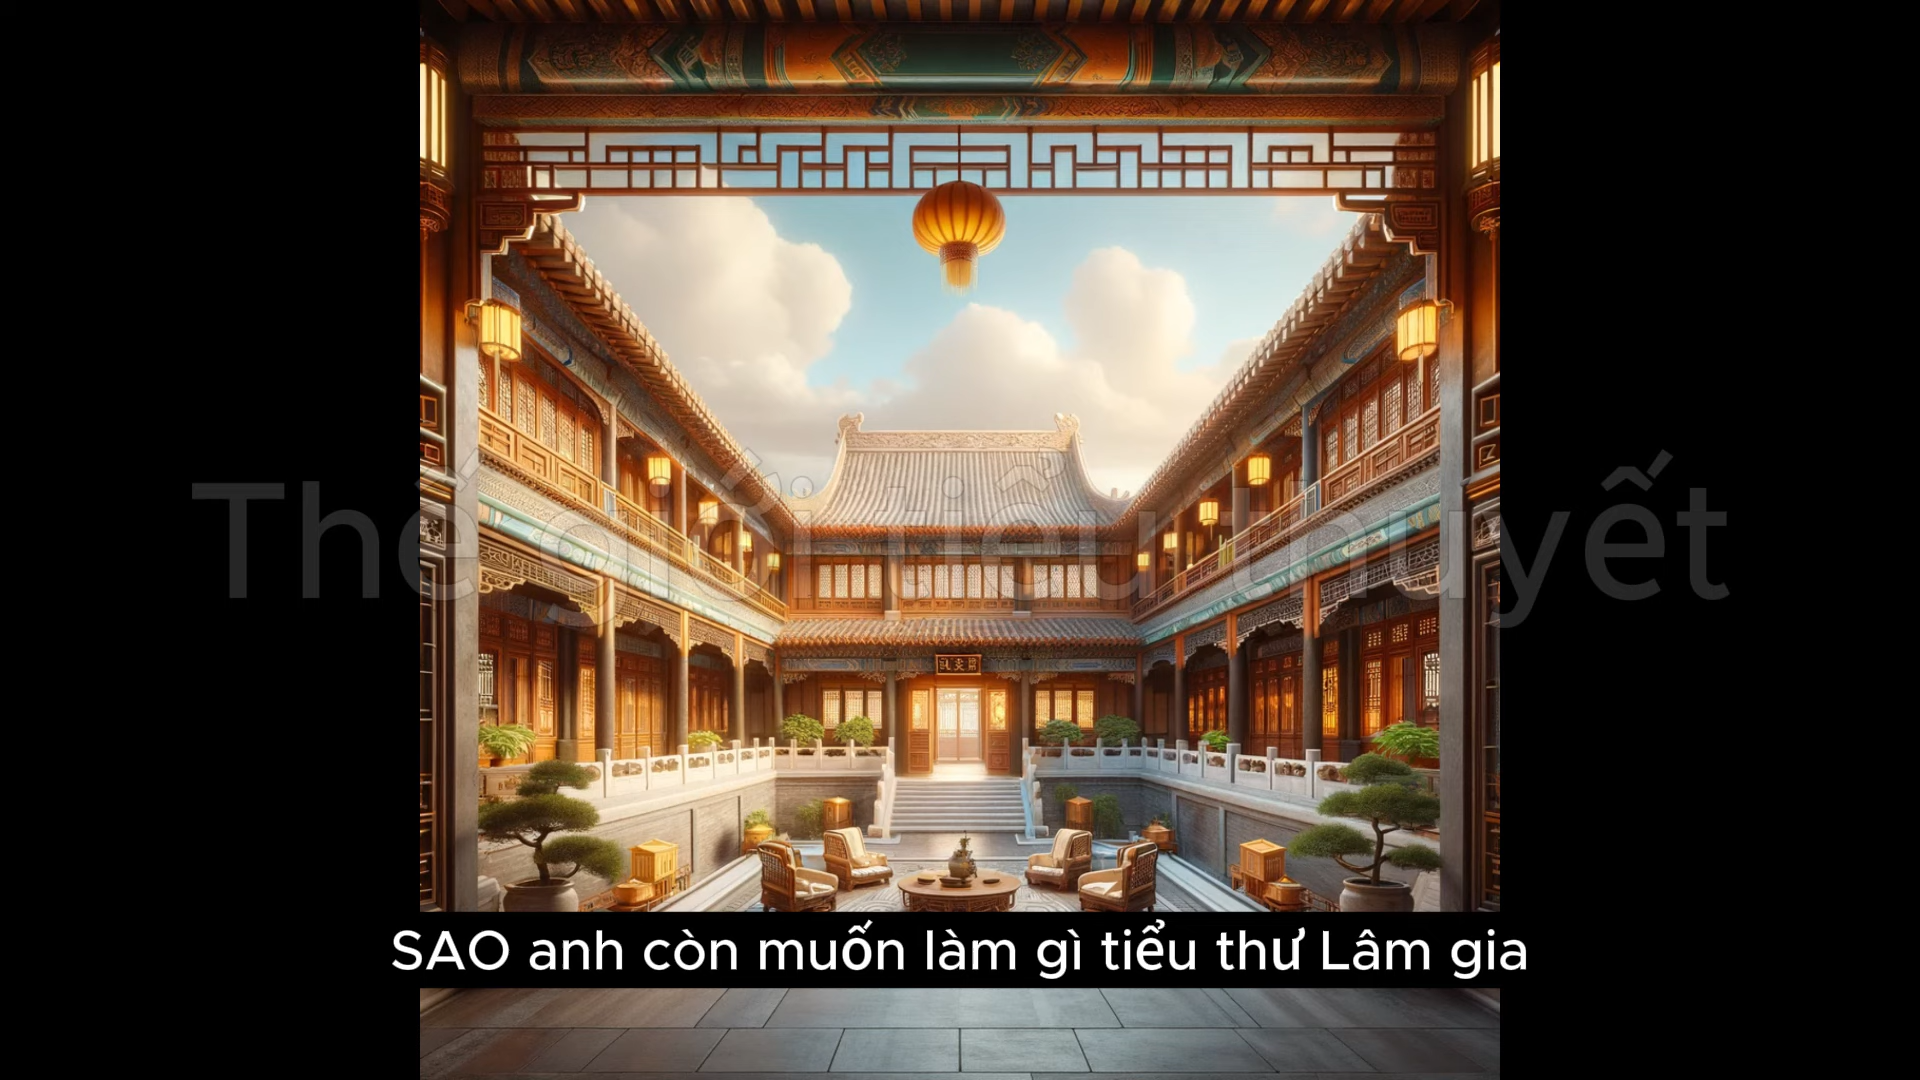 Thế giới tiểu thuyết
SAO anh còn muốn làm gì tiểu thư Lâm gia